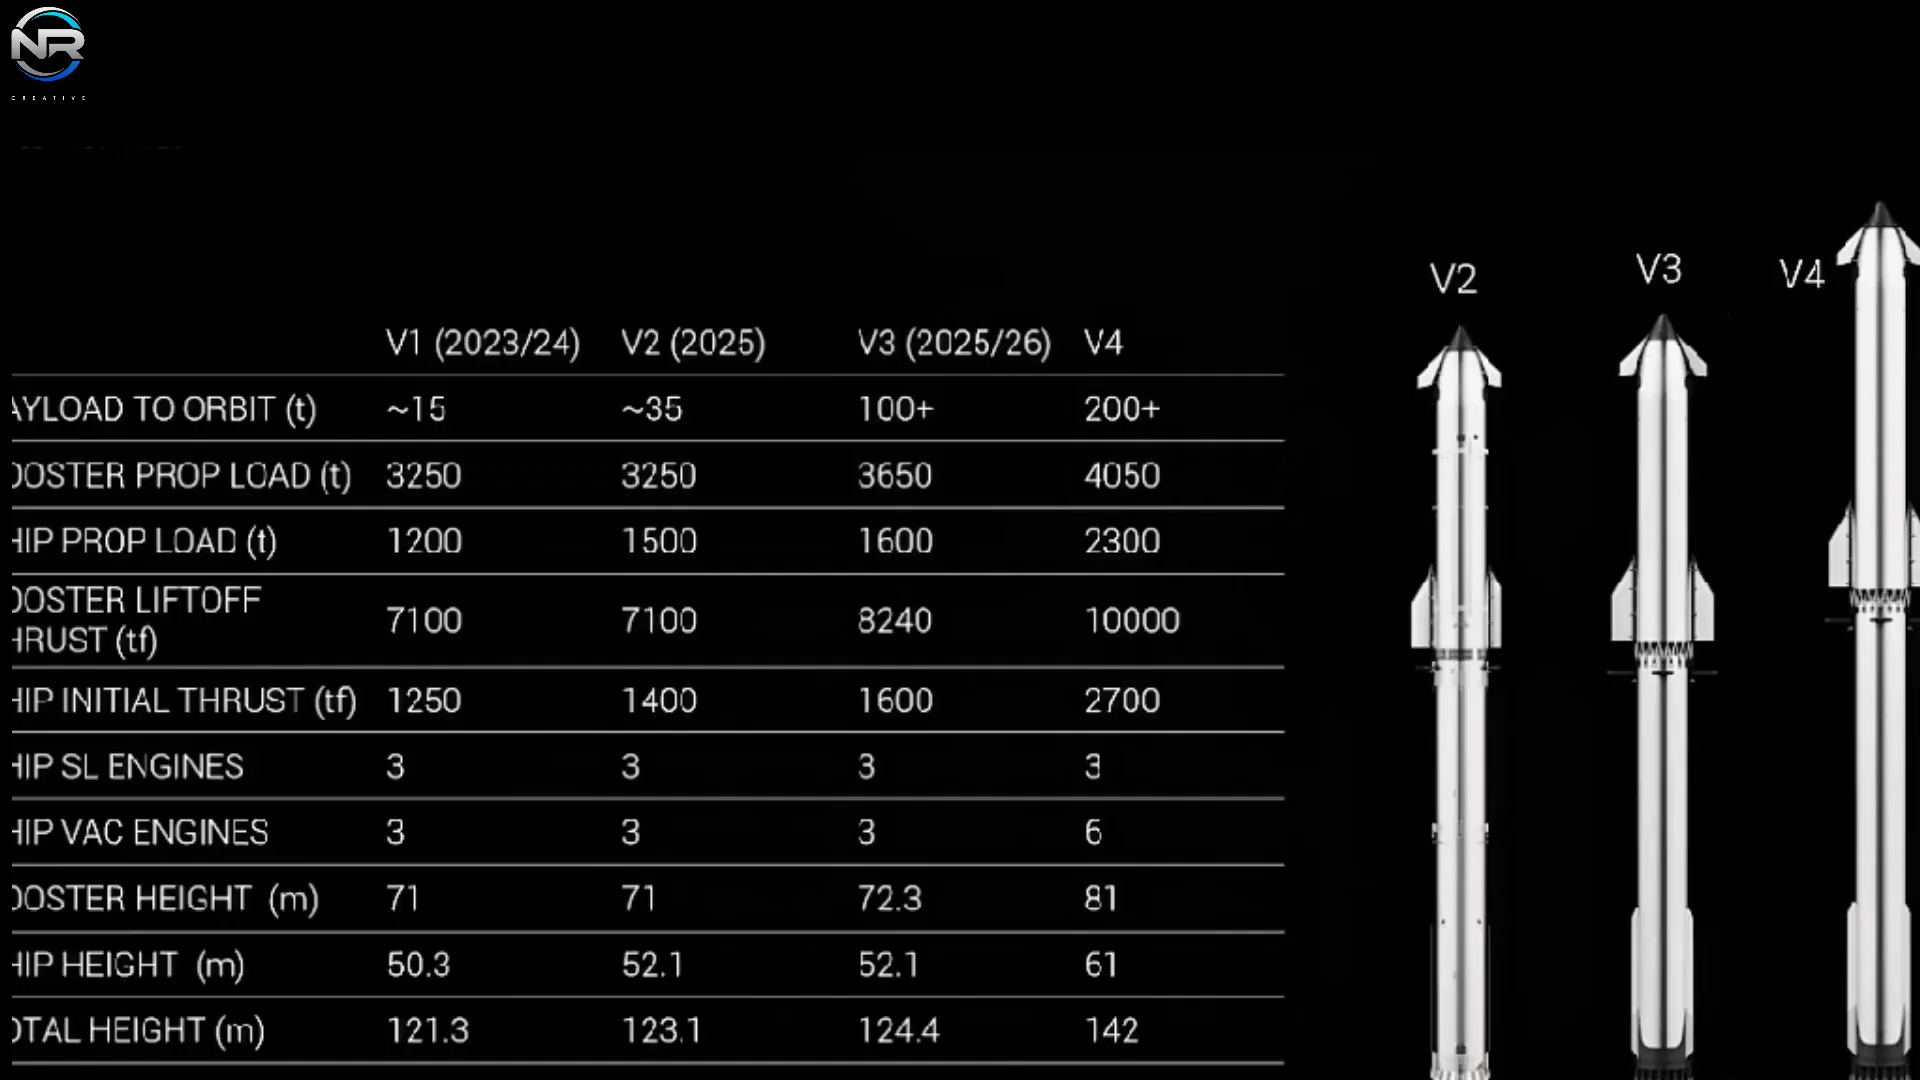 NR
CREATIVE
V2
V3
V4
V1 (2023/24) V2 (2025) V3 (2025/26) V4
AYLOAD TO ORBIT (t) ~15 ~35 100+ 200+
OOSTER PROP LOAD (t) 3250 3250 3650 4050
HIP PROP LOAD (t) 1200 1500 1600 2300
OOSTER LIFTOFF
HRUST (tf) 7100 7100 8240 10000
HIP INITIAL THRUST (tf) 1250 1400 1600 2700
HIP SL ENGINES 3 3 3 3
HIP VAC ENGINES 3 3 3 6
OOSTER HEIGHT (m) 71 71 72.3 81
HIP HEIGHT (m) 50.3 52.1 52.1 61
OTAL HEIGHT (m) 121.3 123.1 124.4 142